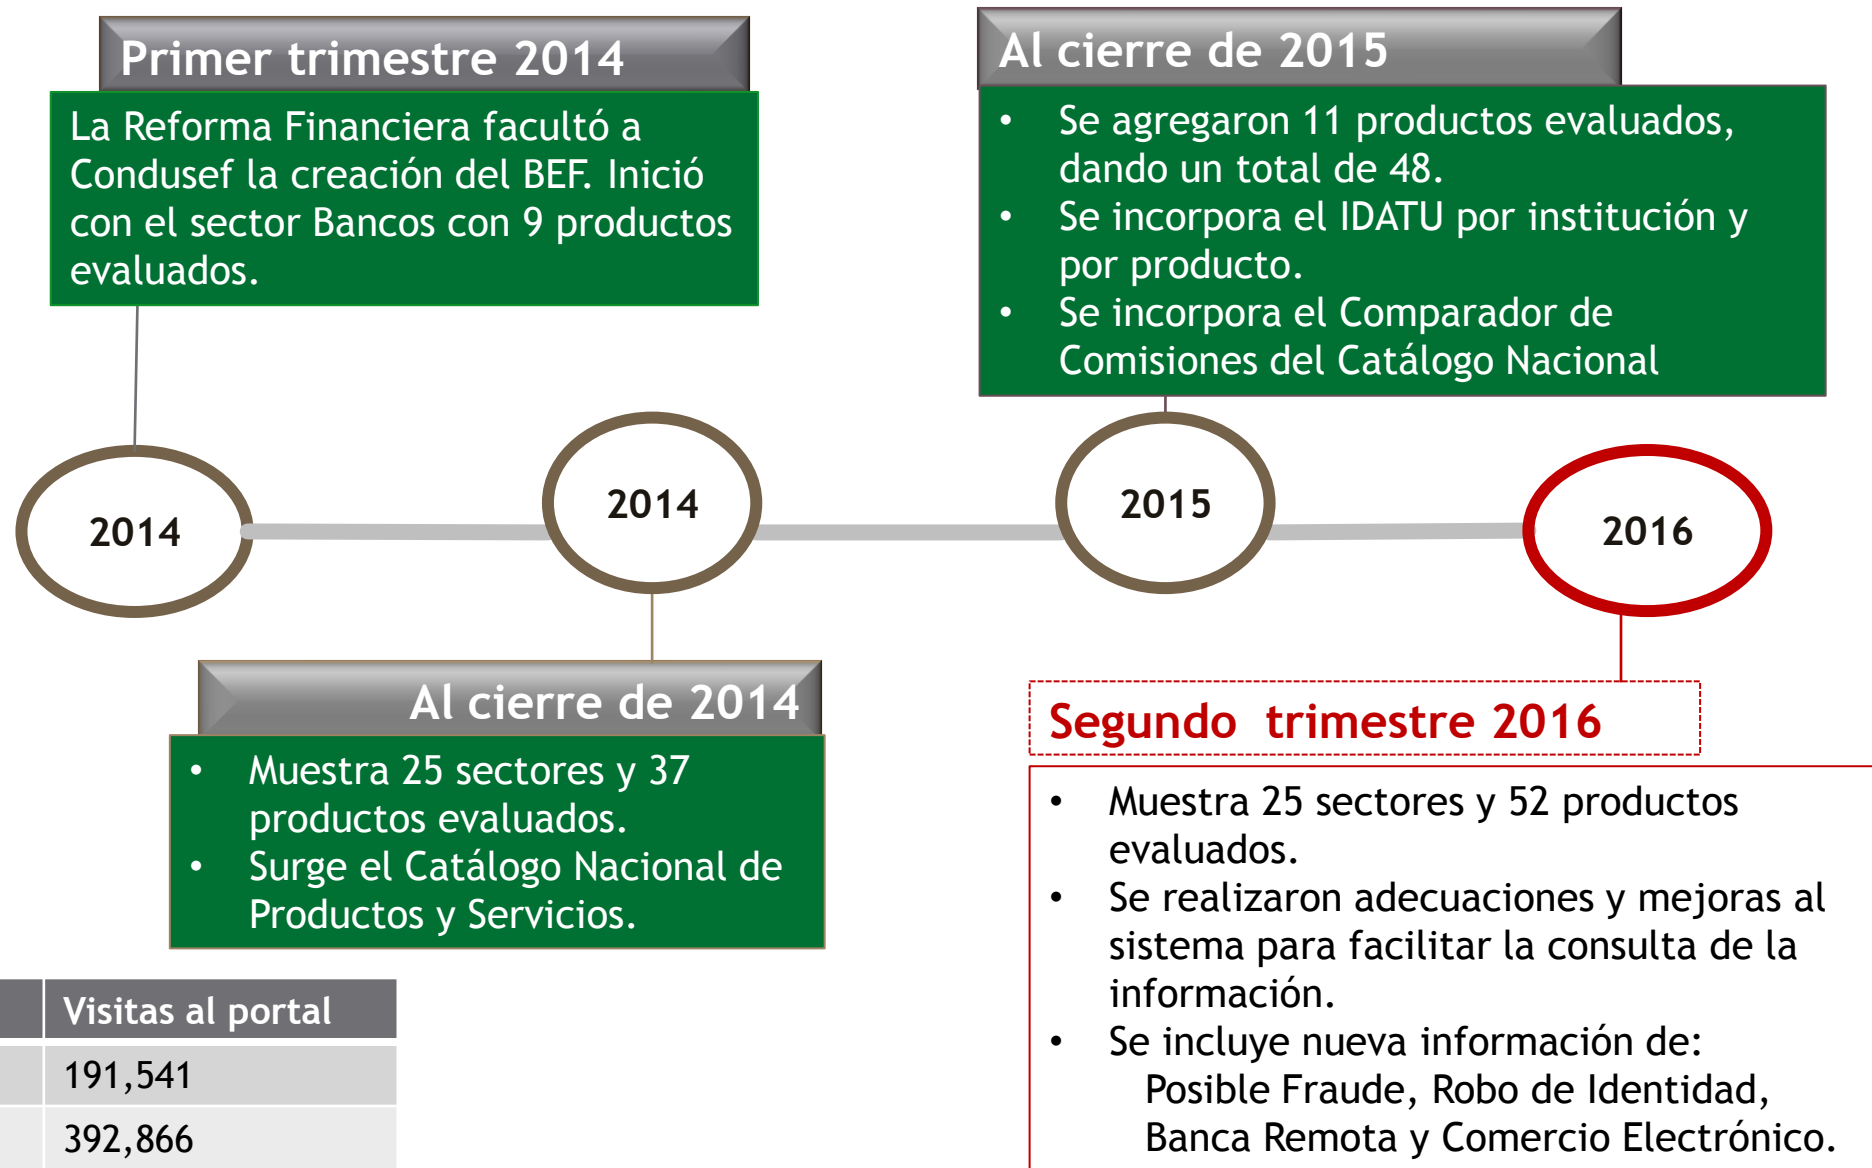 Primer trimestre 2014
La Reforma Financiera facultó a
Condusef la creación del BEF. Inició
con el sector Bancos con 9 productos
evaluados.
Al cierre de 2015
• Se agregaron 11 productos evaluados,
dando un total de 48.
• Se incorpora el IDATU por institución y
por producto.
• Se incorpora el Comparador de
Comisiones del Catálogo Nacional
2014
2014
2015
2016
Al cierre de 2014
• Muestra 25 sectores y 37
productos evaluados.
• Surge el Catálogo Nacional de
Productos y Servicios.
Segundo trimestre 2016
• Muestra 25 sectores y 52 productos
evaluados.
• Se realizaron adecuaciones y mejoras al
sistema para facilitar la consulta de la
información.
• Se incluye nueva información de:
Posible Fraude, Robo de Identidad,
Banca Remota y Comercio Electrónico.
Visitas al portal
191,541
392,866